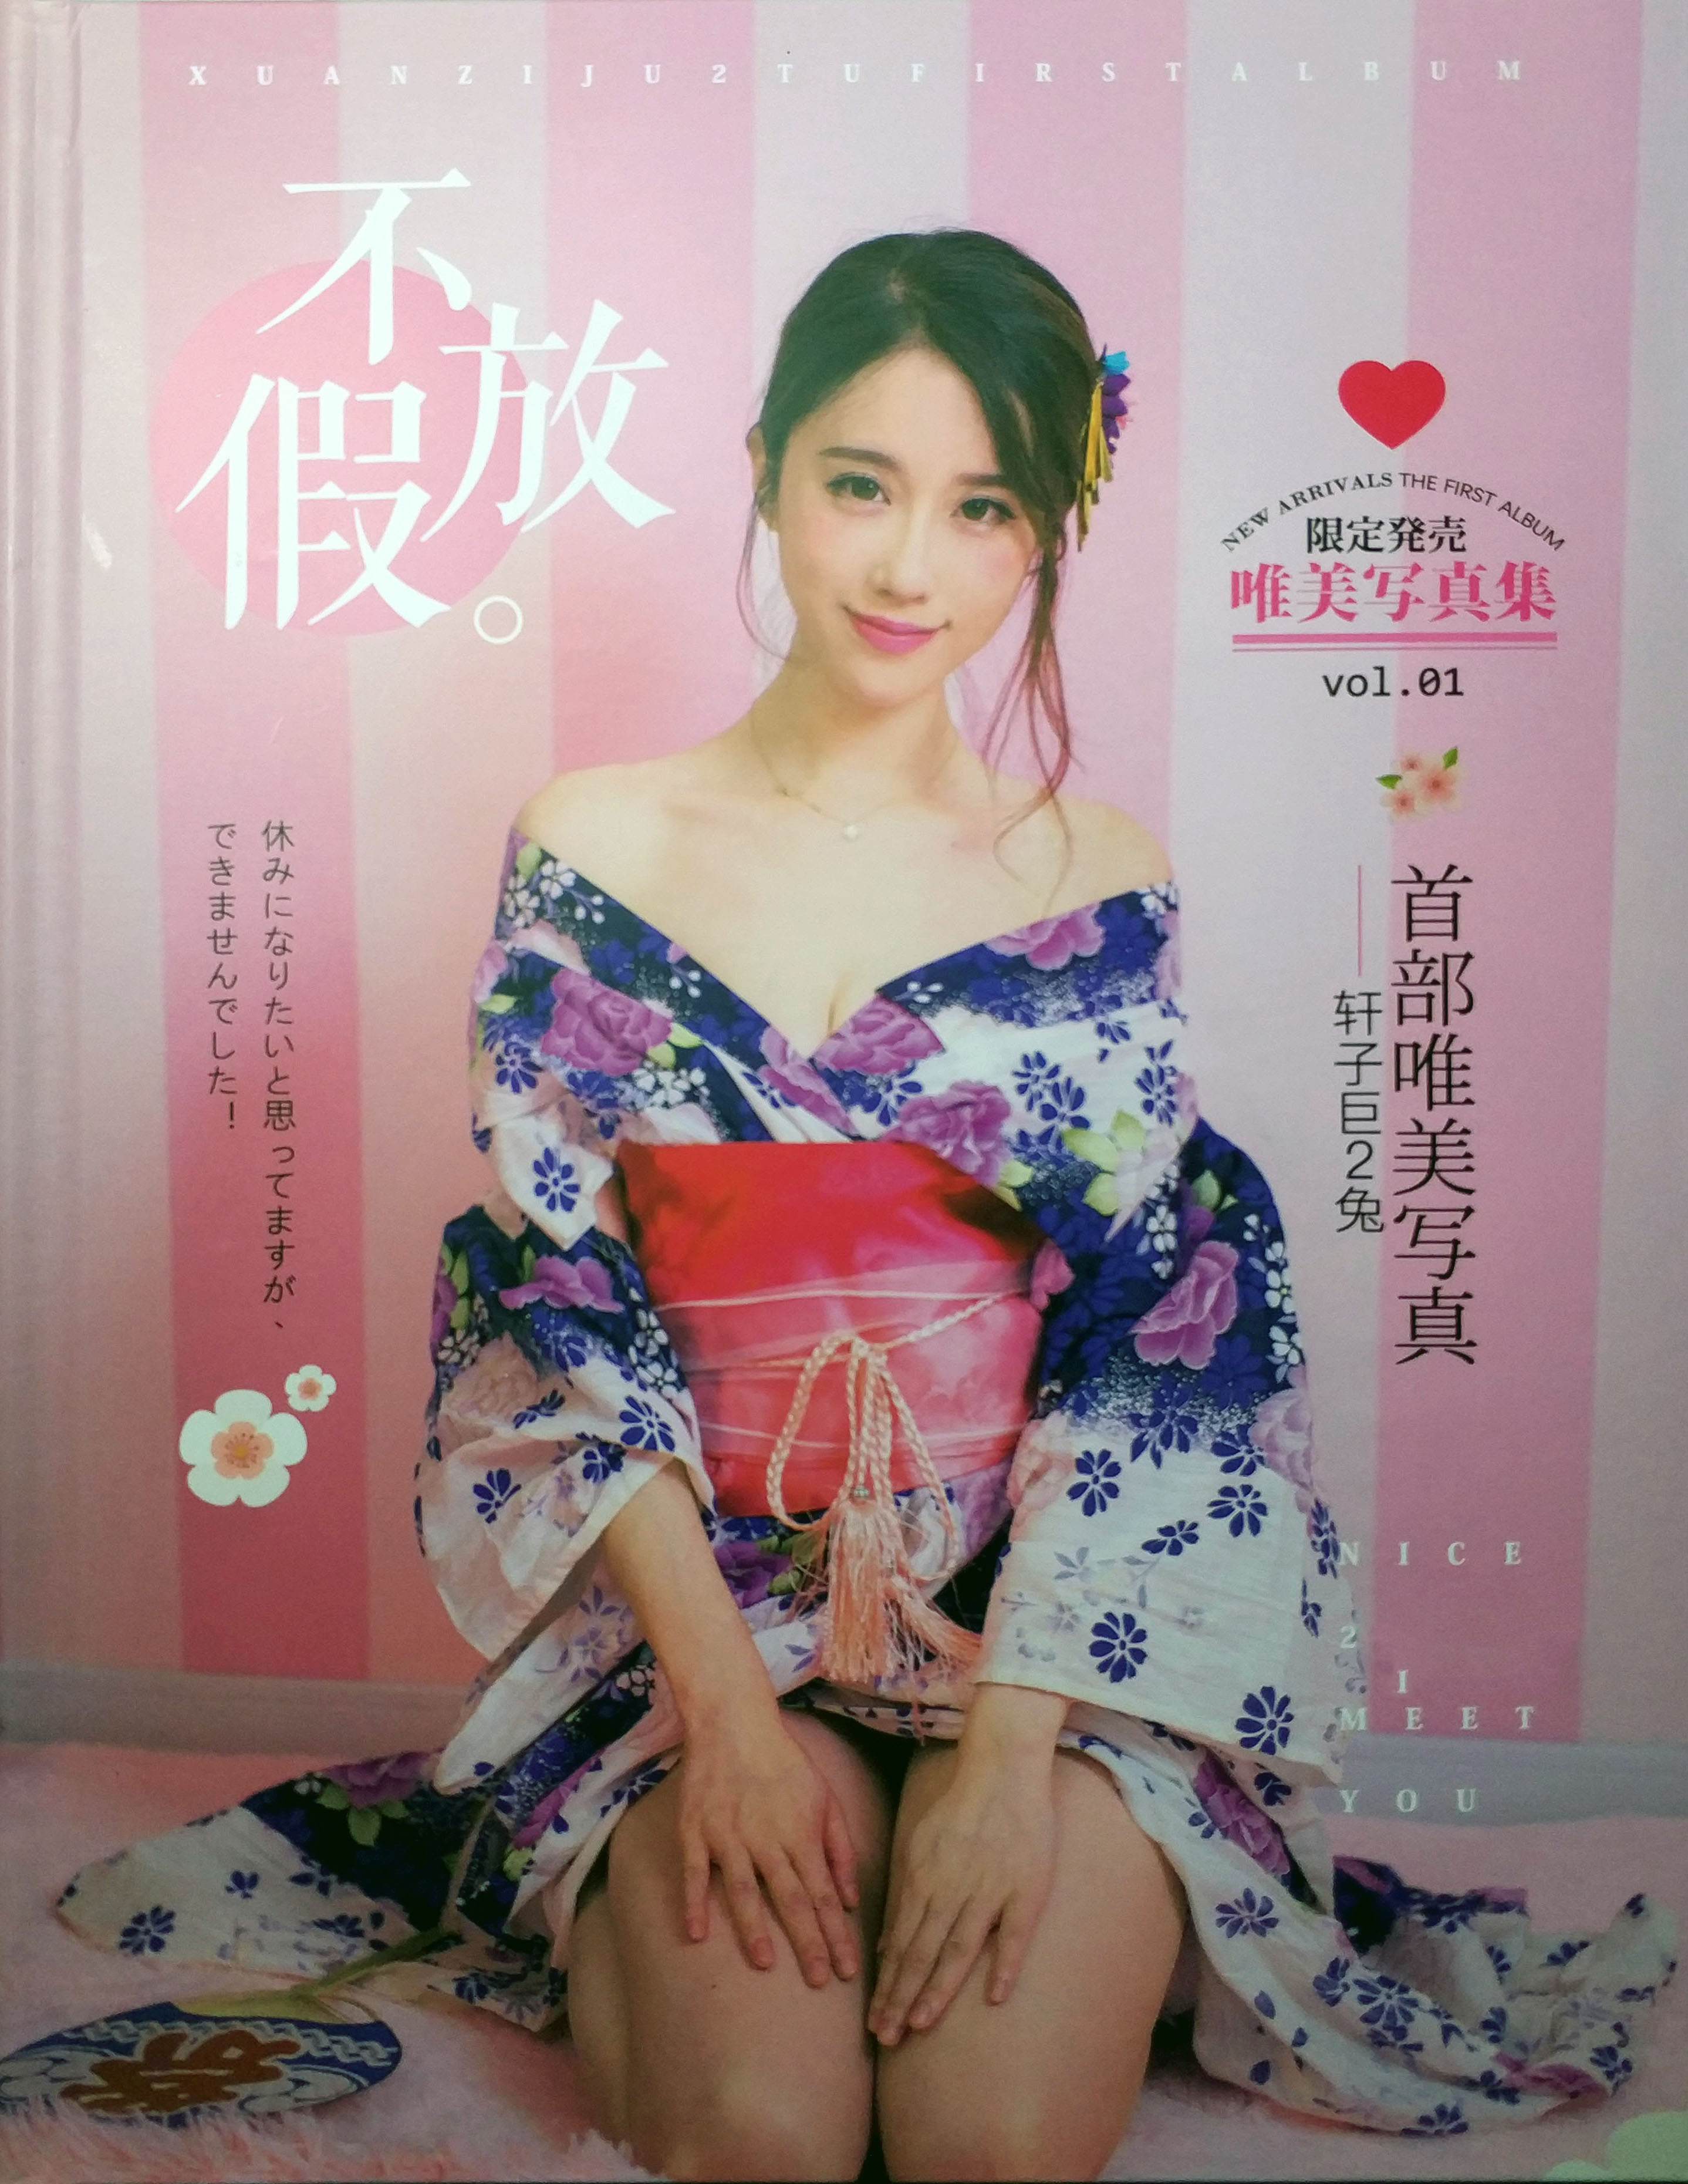 XUANZIJU2TUFIRSTALBUM
不放假。
NEW ARRIVALS THE FIRST ALBUM
限定発売
唯美写真集
vol.01
首部唯美写真
——轩子巨2兔
休みになりたいと思ってますが、
できませんでした！
NICE
2
I
MEET
YOU